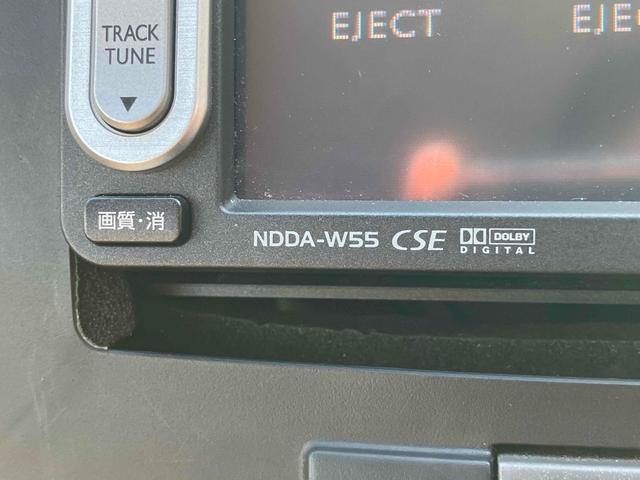 TRACK
TUNE
EJECT
EJE
画質・消
NDDA-W55 CSE DOLBY
DIGITAL